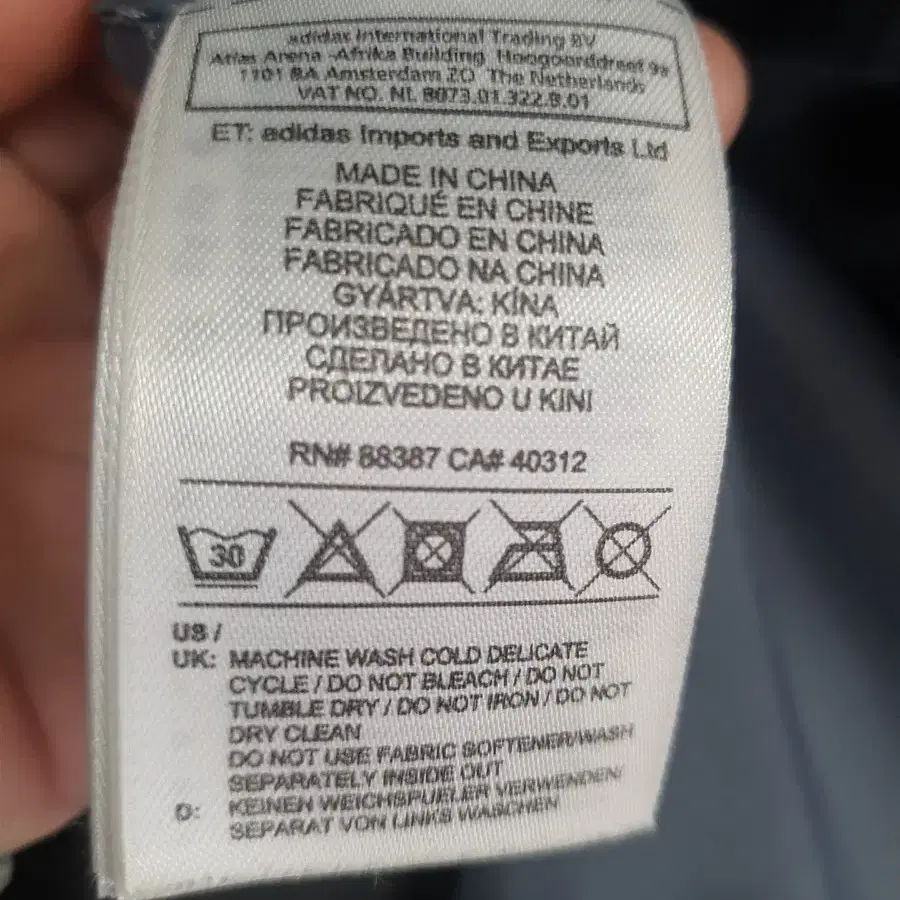 adidas International Trading BV
Atlas Arena -Afrika Building, Hoogoorddreef 9a
1101 BA Amsterdam ZO The Netherlands
VAT NO. NL 8073.01.322.B.01
ET: adidas Imports and Exports Ltd
MADE IN CHINA
FABRIQUÉ EN CHINE
FABRICADO EN CHINA
FABRICADO NA CHINA
GYÁRTVA: KÍNA
ПРОИЗВЕДЕНО В КИТАЙ
СДЕЛАНО В КИТАЕ
PROIZVEDENO U KINI
RN# 88387 CA# 40312
30
US /
UK: MACHINE WASH COLD DELICATE
CYCLE / DO NOT BLEACH / DO NOT
TUMBLE DRY / DO NOT IRON / DO NOT
DRY CLEAN
DO NOT USE FABRIC SOFTENER/WASH
SEPARATELY INSIDE OUT
D: KEINEN WEICHSPUELER VERWENDEN/
SEPARAT VON LINKS WASCHEN